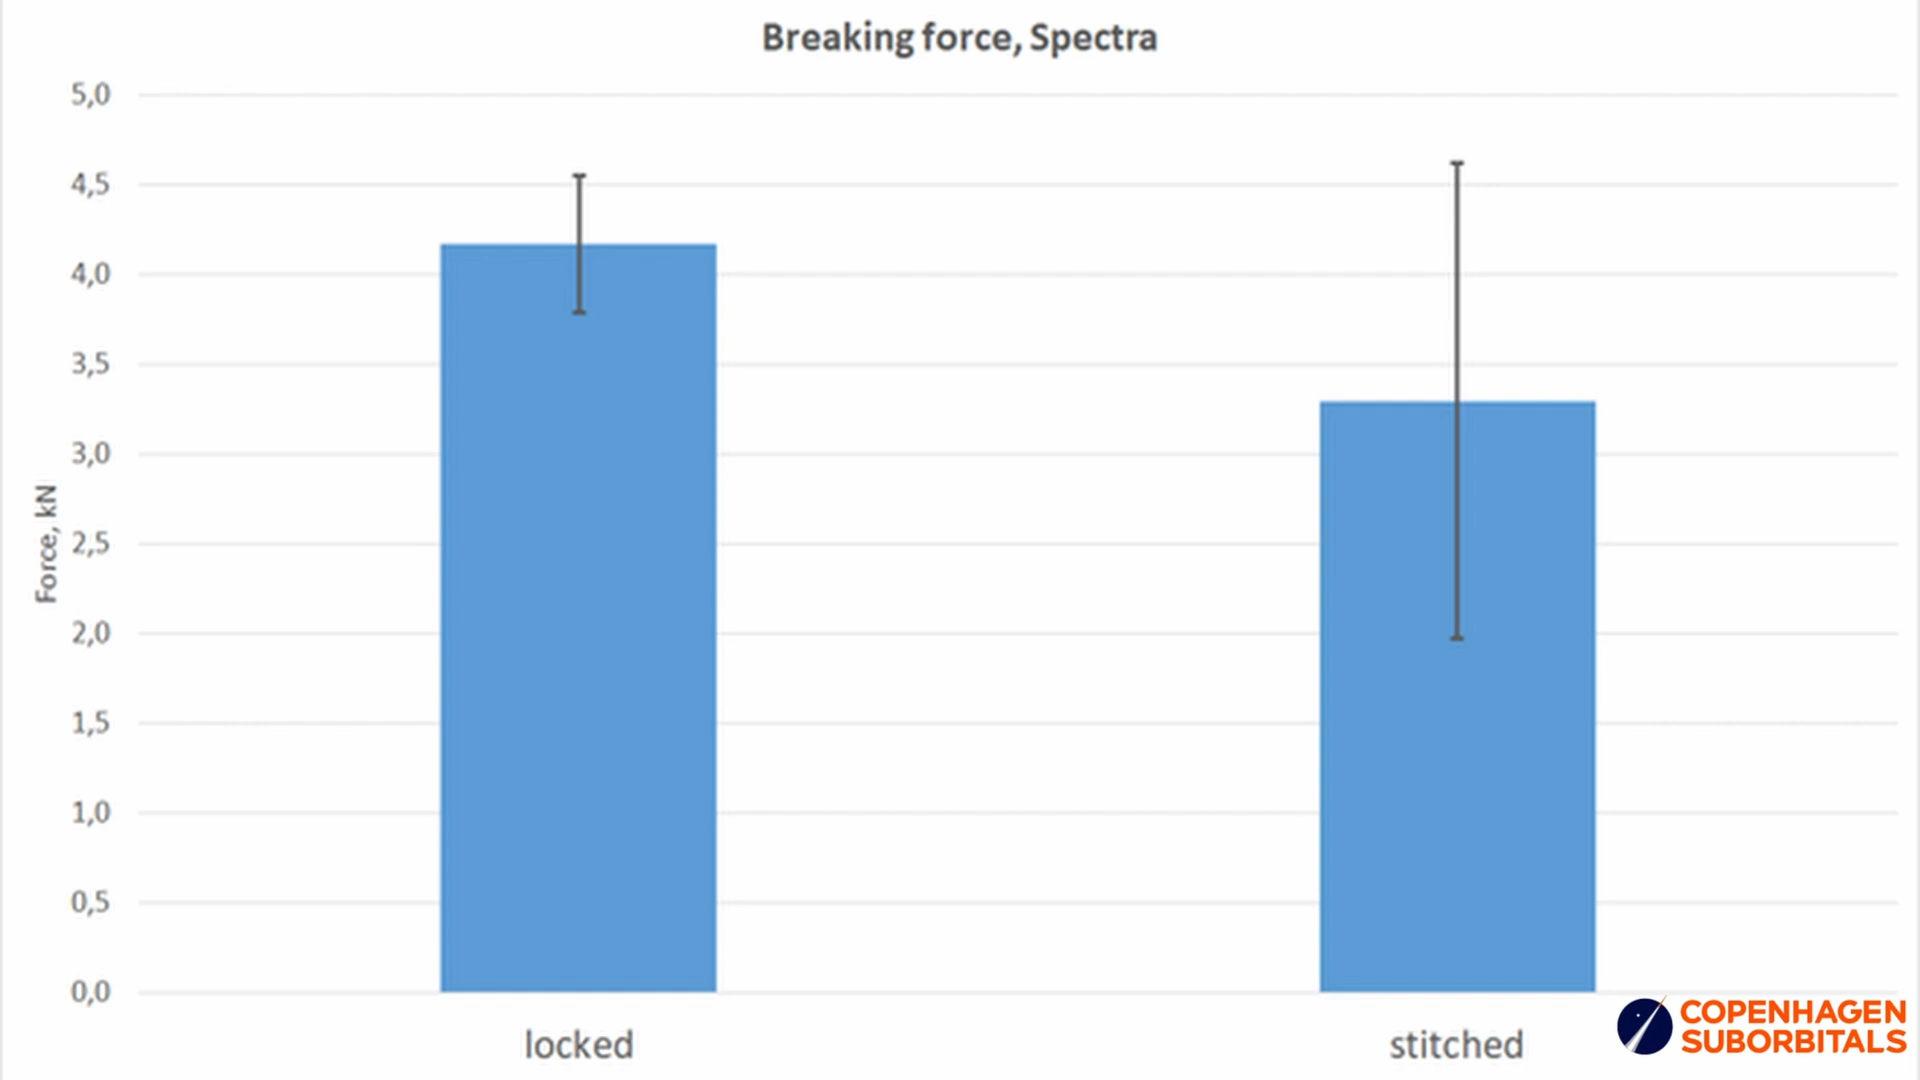 Breaking force, Spectra
5,0
4,5
4,0
3,5
3,0
2,5
2,0
1,5
1,0
0,5
0,0
Force, kN
locked
stitched
COPENHAGEN
SUBORBITALS